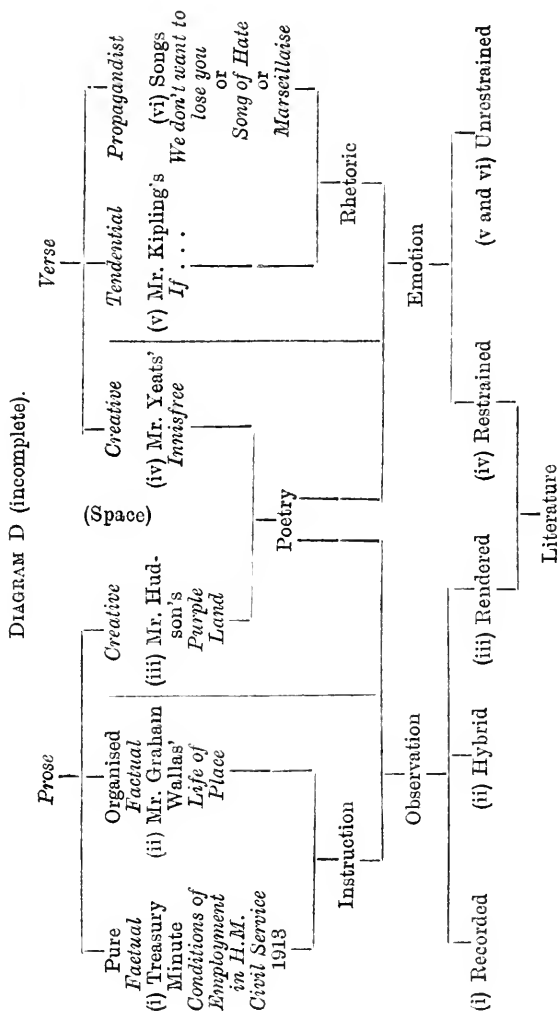 DIAGRAM D (incomplete).
Prose
Verse
Pure
Factual
(i) Treasury
Minute
Conditions of
Employment
in H.M.
Civil Service
1913
Organised
Factual
(ii) Mr. Graham
Wallas'
Life of
Place
Creative
(iii) Mr. Hud-
son's
Purple
Land
(Space)
Creative
(iv) Mr. Yeats'
Innisfree
Tendential
(v) Mr. Kipling's
If . . . .
Propagandist
(vi) Songs
We don't want to
lose you
or
Song of Hate
or
Marseillaise
Instruction
Poetry
Rhetoric
Observation
Emotion
(i) Recorded
(ii) Hybrid
(iii) Rendered
(iv) Restrained
(v and vi) Unrestrained
Literature